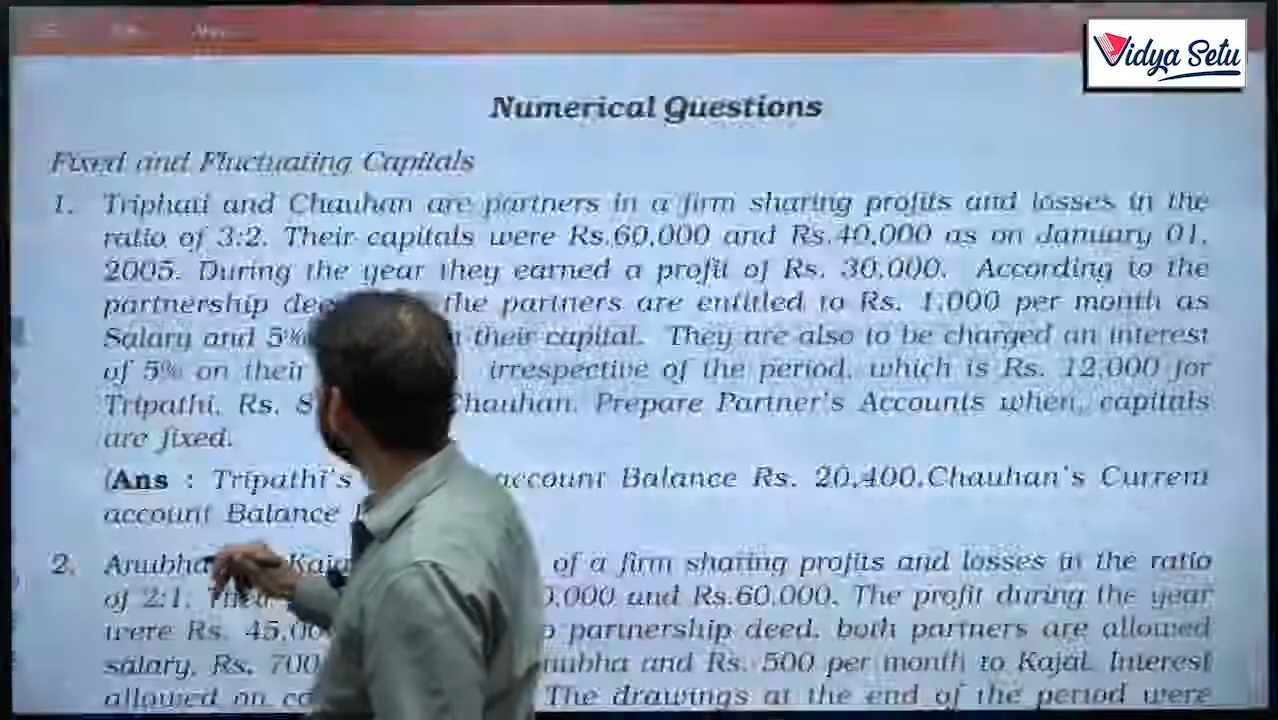 Vidya Setu
Numerical Questions
Fixed and Fluctuating Capitals
1. Triphati and Chauhan are partners in a firm sharing profits and losses in the
ratio of 3:2. Their capitals were Rs.60,000 and Rs.40,000 as on January 01,
2005. During the year they earned a profit of Rs. 30,000. According to the
partnership the partners are entitled to Rs. 1,000 per month as
Salary and 5% their capital. They are also to be charged an interest
of 5% on their irrespective of the period, which is Rs. 12,000 for
Tripathi, Rs. Chauhan. Prepare Partner's Accounts when, capitals
are fixed.
(Ans : Tripathi's account Balance Rs. 20,400,Chauhan's Current
account Balance
2. Anubha of a firm sharing profits and losses in the ratio
of 2:1. and Rs.60,000. The profit during the year
were Rs. partnership deed, both partners are allowed
salary, Rs. 700 and Rs. 500 per month to Kajal. Interest
allowed on The drawings at the end of the period were